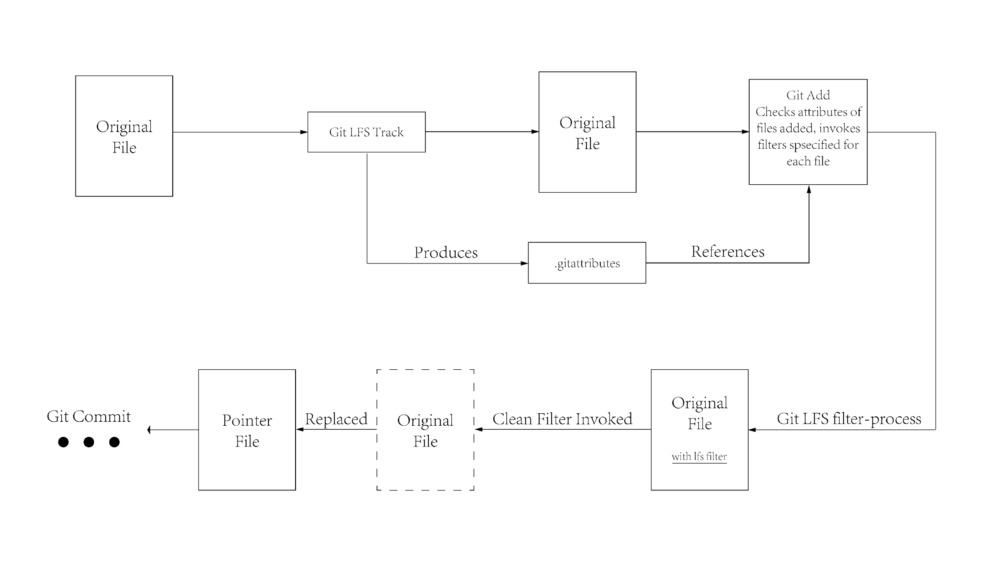 Original
File
Git LFS Track
Original
File
Git Add
Checks attributes of
files added, invokes
filters spsecified for
each file
Produces
.gitattributes
References
Git Commit
Pointer
File
Replaced
Original
File
Clean Filter Invoked
Original
File
with lfs filter
Git LFS filter-process